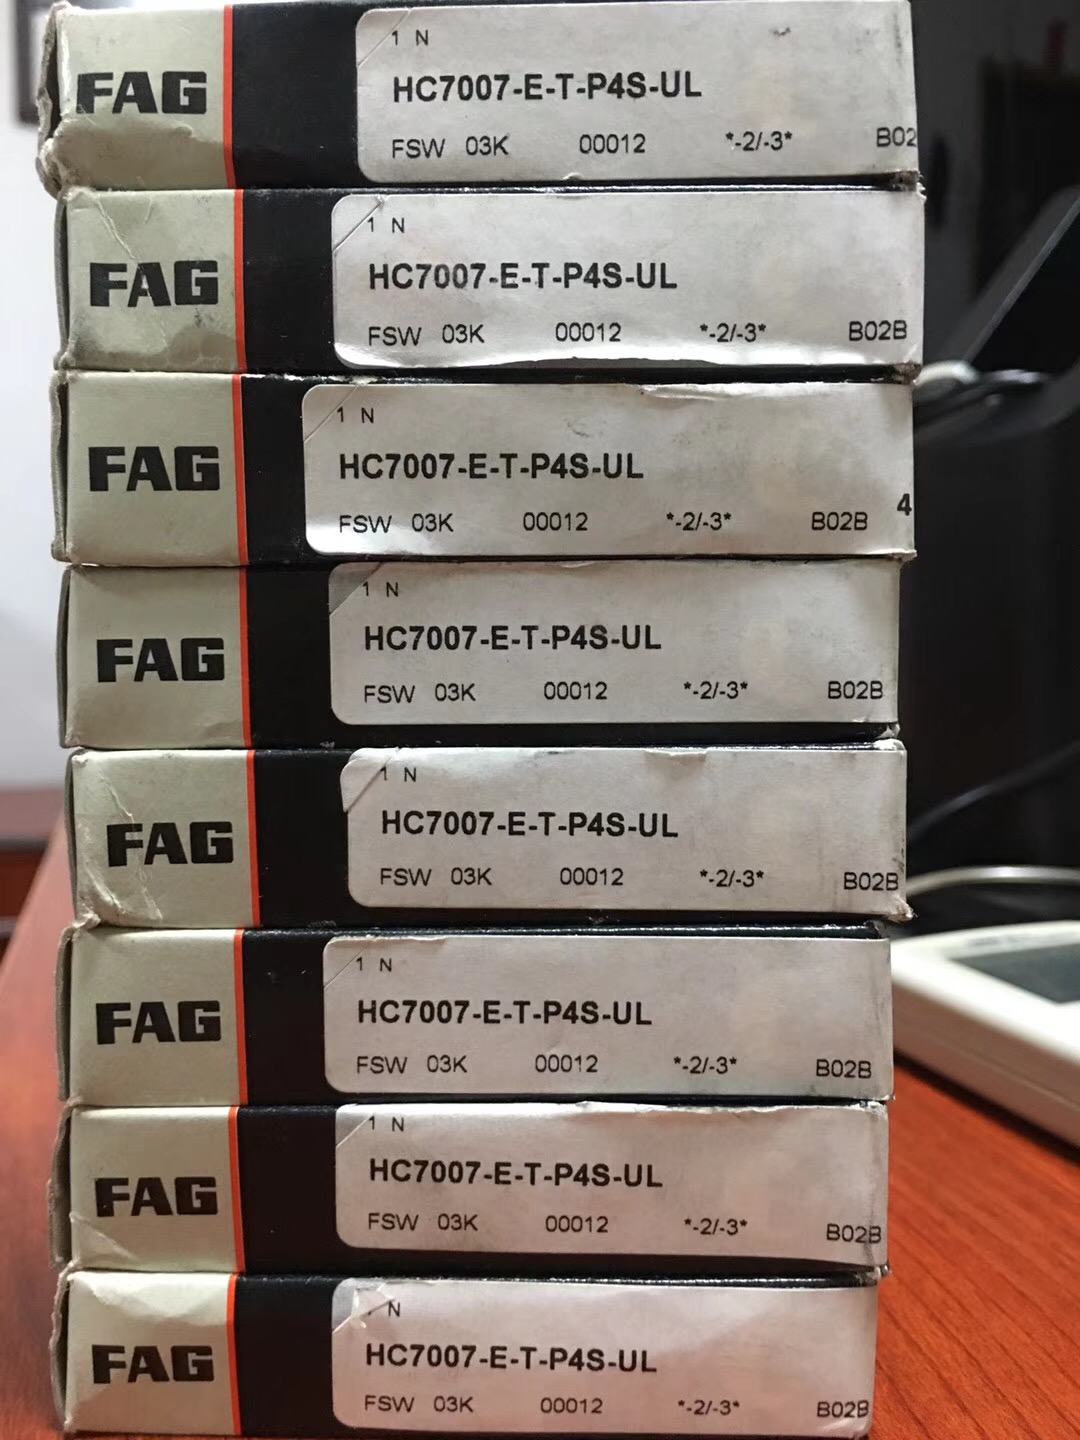 FAG
1 N
HC7007-E-T-P4S-UL
FSW 03K 00012 *-2/-3* B02
FAG
1 N
HC7007-E-T-P4S-UL
FSW 03K 00012 *-2/-3* B02B
FAG
1 N
HC7007-E-T-P4S-UL
FSW 03K 00012 *-2/-3* B02B 4
FAG
1 N
HC7007-E-T-P4S-UL
FSW 03K 00012 *-2/-3* B02B
FAG
1 N
HC7007-E-T-P4S-UL
FSW 03K 00012 *-2/-3* B02B
FAG
1 N
HC7007-E-T-P4S-UL
FSW 03K 00012 *-2/-3* B02B
FAG
1 N
HC7007-E-T-P4S-UL
FSW 03K 00012 *-2/-3* B02B
FAG
N
HC7007-E-T-P4S-UL
FSW 03K 00012 *-2/-3* B02B